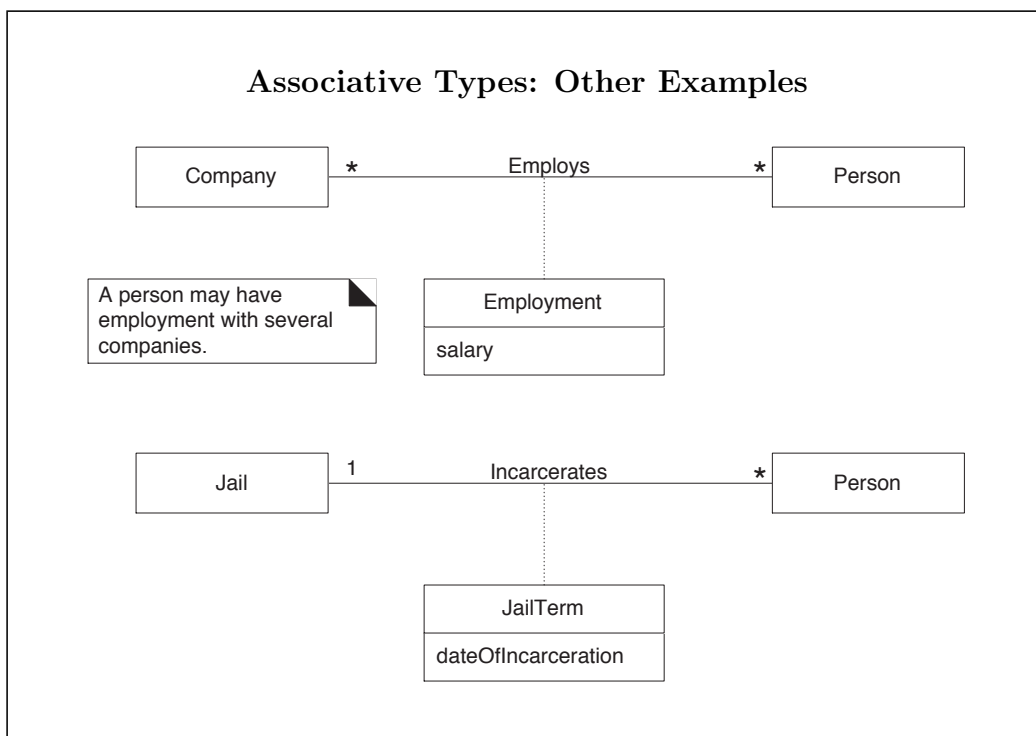 Associative Types: Other Examples
Company
*
Employs
*
Person
A person may have
employment with several
companies.
Employment
salary
Jail
1
Incarcerates
*
Person
JailTerm
dateOfIncarceration